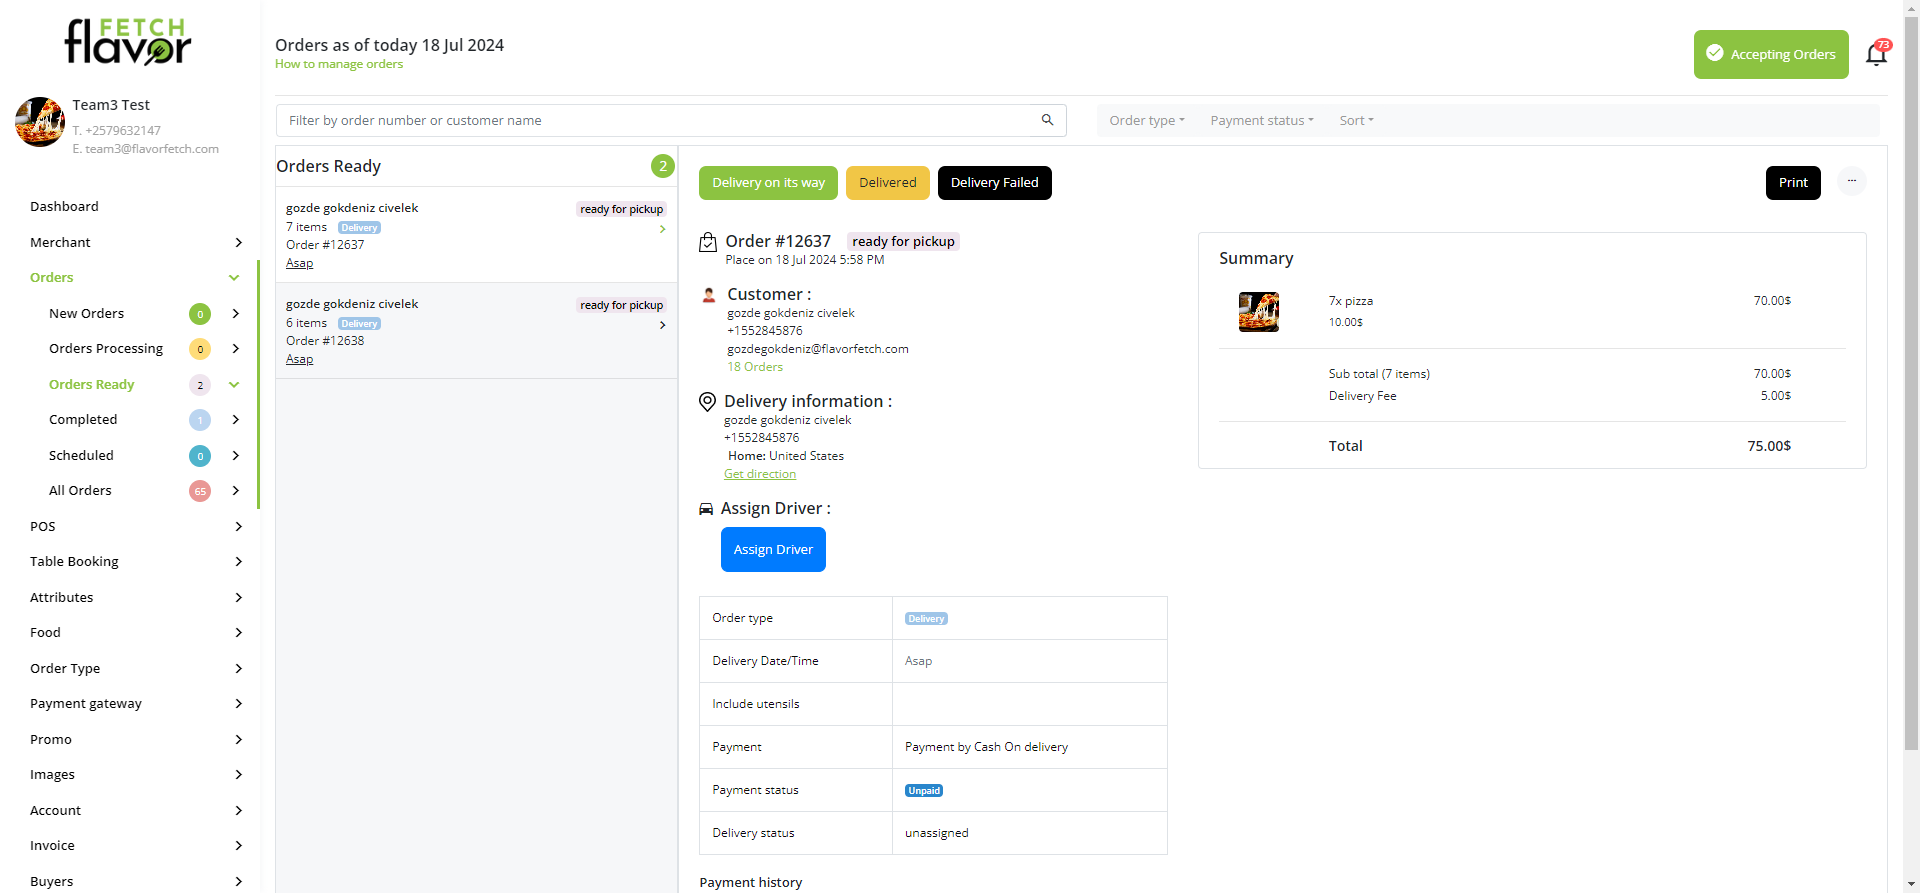 FETCH
flavor
Team3 Test
T. +2579632147
E. team3@flavorfetch.com
Dashboard
Merchant
Orders
New Orders 0
Orders Processing 0
Orders Ready 2
Completed 1
Scheduled 0
All Orders 65
POS
Table Booking
Attributes
Food
Order Type
Payment gateway
Promo
Images
Account
Invoice
Buyers
Orders as of today 18 Jul 2024
How to manage orders
Accepting Orders
73
Filter by order number or customer name
Order type Payment status Sort
Orders Ready 2
gozde gokdeniz civelek ready for pickup
7 items Delivery
Order #12637
Asap
gozde gokdeniz civelek ready for pickup
6 items Delivery
Order #12638
Asap
Delivery on its way Delivered Delivery Failed Print ...
Order #12637 ready for pickup
Place on 18 Jul 2024 5:58 PM
Customer :
gozde gokdeniz civelek
+1552845876
gozdegokdeniz@flavorfetch.com
18 Orders
Delivery information :
gozde gokdeniz civelek
+1552845876
Home: United States
Get direction
Assign Driver :
Assign Driver
Order type Delivery
Delivery Date/Time Asap
Include utensils
Payment Payment by Cash On delivery
Payment status Unpaid
Delivery status unassigned
Payment history
Summary
7x pizza 70.00$
10.00$
Sub total (7 items) 70.00$
Delivery Fee 5.00$
Total 75.00$